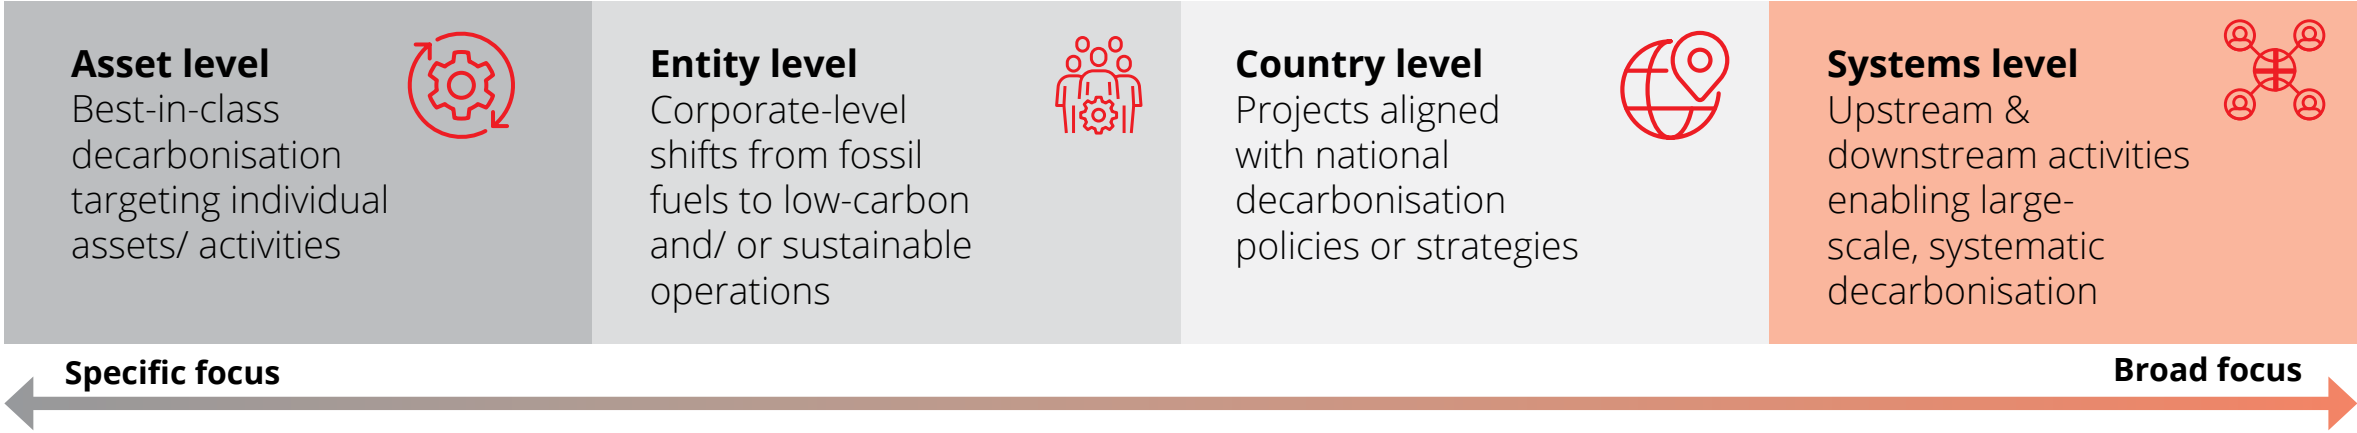 Asset level
Best-in-class
decarbonisation
targeting individual
assets/ activities
Entity level
Corporate-level
shifts from fossil
fuels to low-carbon
and/ or sustainable
operations
Country level
Projects aligned
with national
decarbonisation
policies or strategies
Systems level
Upstream &
downstream activities
enabling large-
scale, systematic
decarbonisation
Specific focus
Broad focus